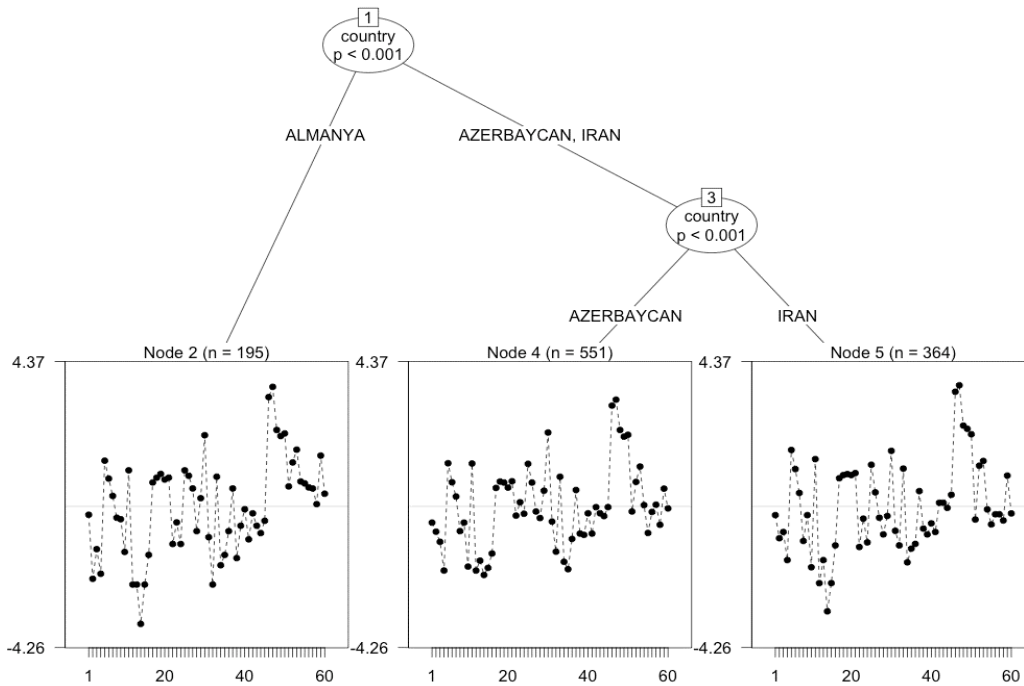 1
country
p < 0.001
ALMANYA
AZERBAYCAN, IRAN
3
country
p < 0.001
AZERBAYCAN
IRAN
Node 2 (n = 195)
4.37
-4.26
1
20
40
60
Node 4 (n = 551)
4.37
-4.26
1
20
40
60
Node 5 (n = 364)
4.37
-4.26
1
20
40
60